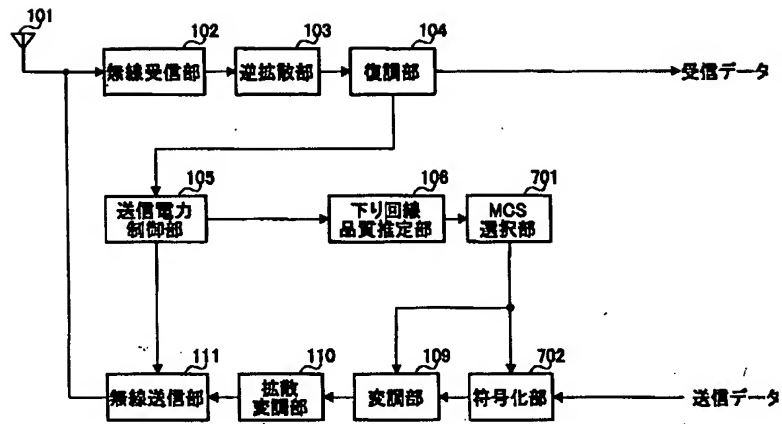 101
102
103
104
無線受信部
逆拡散部
復調部
受信データ
105
106
701
送信電力
制御部
下り回線
品質推定部
MCS
選択部
111
110
109
702
無線送信部
拡散
変調部
変調部
符号化部
送信データ